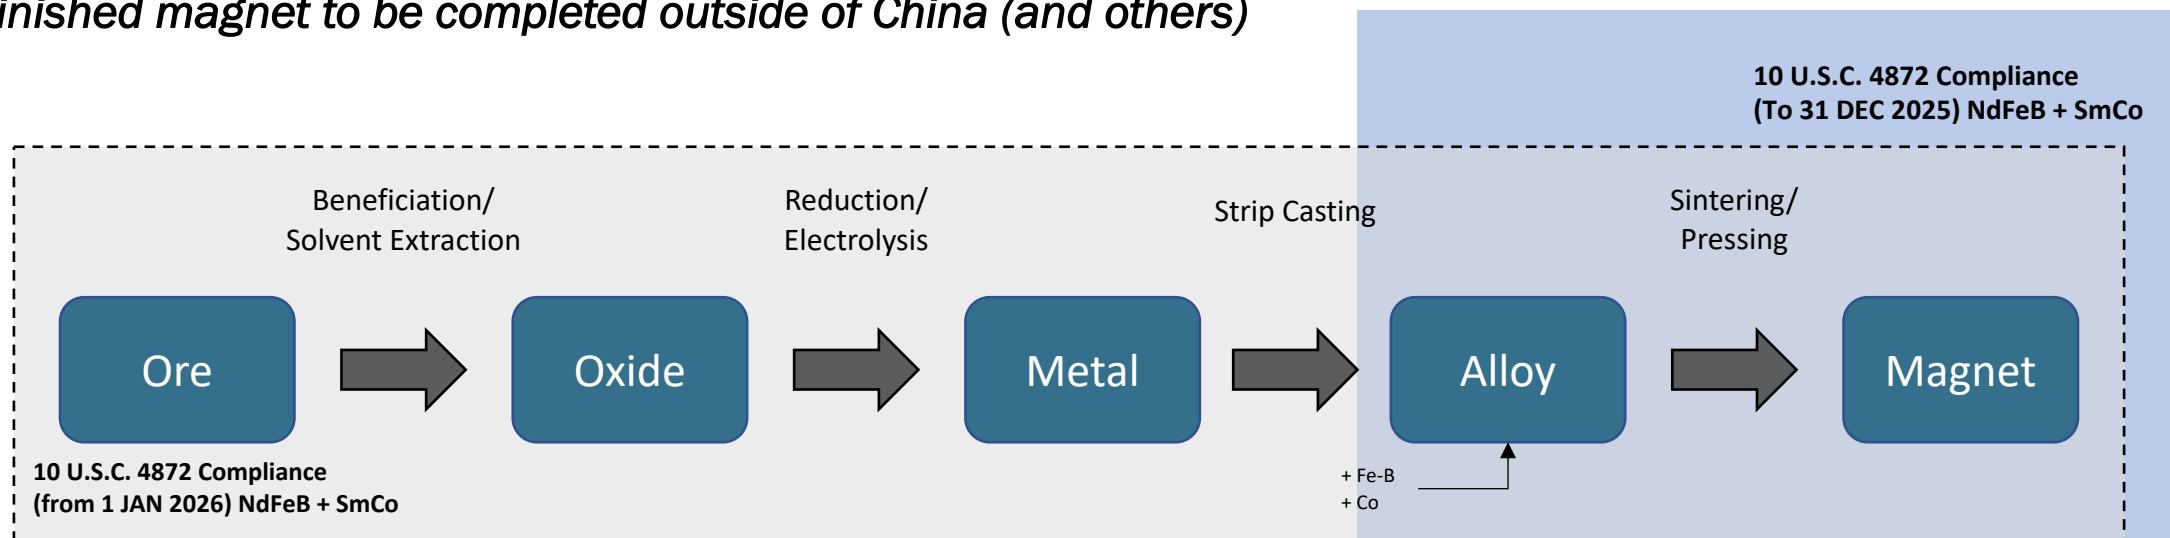 finished magnet to be completed outside of China (and others)
10 U.S.C. 4872 Compliance
(To 31 DEC 2025) NdFeB + SmCo
Beneficiation/
Solvent Extraction
Reduction/
Electrolysis
Strip Casting
Sintering/
Pressing
Ore
Oxide
Metal
Alloy
Magnet
10 U.S.C. 4872 Compliance
(from 1 JAN 2026) NdFeB + SmCo
+ Fe-B
+ Co